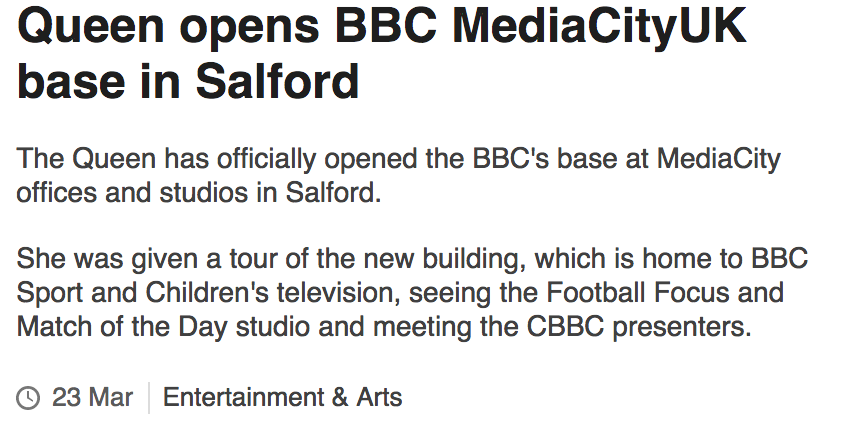 Queen opens BBC MediaCityUK
base in Salford
The Queen has officially opened the BBC's base at MediaCity
offices and studios in Salford.
She was given a tour of the new building, which is home to BBC
Sport and Children's television, seeing the Football Focus and
Match of the Day studio and meeting the CBBC presenters.
23 Mar | Entertainment & Arts